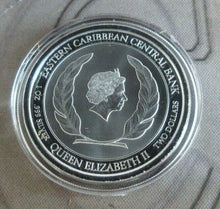 EASTERN CARIBBEAN CENTRAL BANK
QUEEN ELIZABETH II
TWO DOLLARS